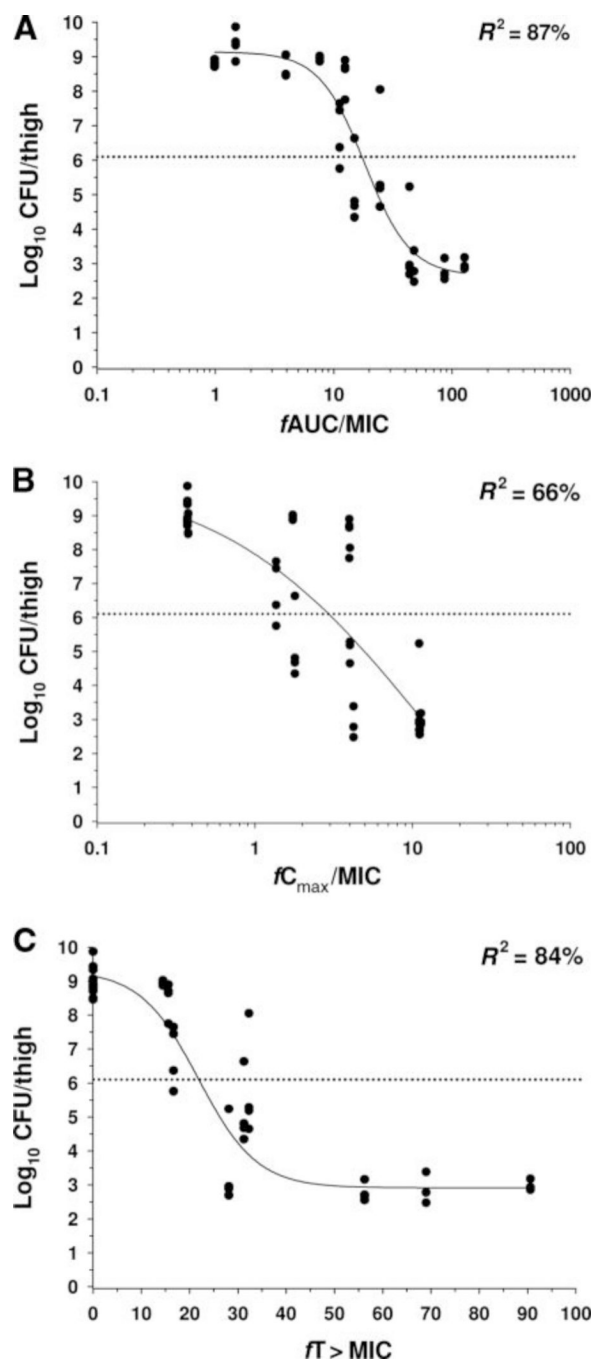 A
R² = 87%
10
9
8
7
6
5
4
3
2
1
0
Log₁₀ CFU/thigh
0.1 1 10 100 1000
fAUC/MIC
B
R² = 66%
10
9
8
7
6
5
4
3
2
1
0
Log₁₀ CFU/thigh
0.1 1 10 100
fCmax/MIC
C
R² = 84%
10
9
8
7
6
5
4
3
2
1
0
Log₁₀ CFU/thigh
0 10 20 30 40 50 60 70 80 90 100
fT > MIC